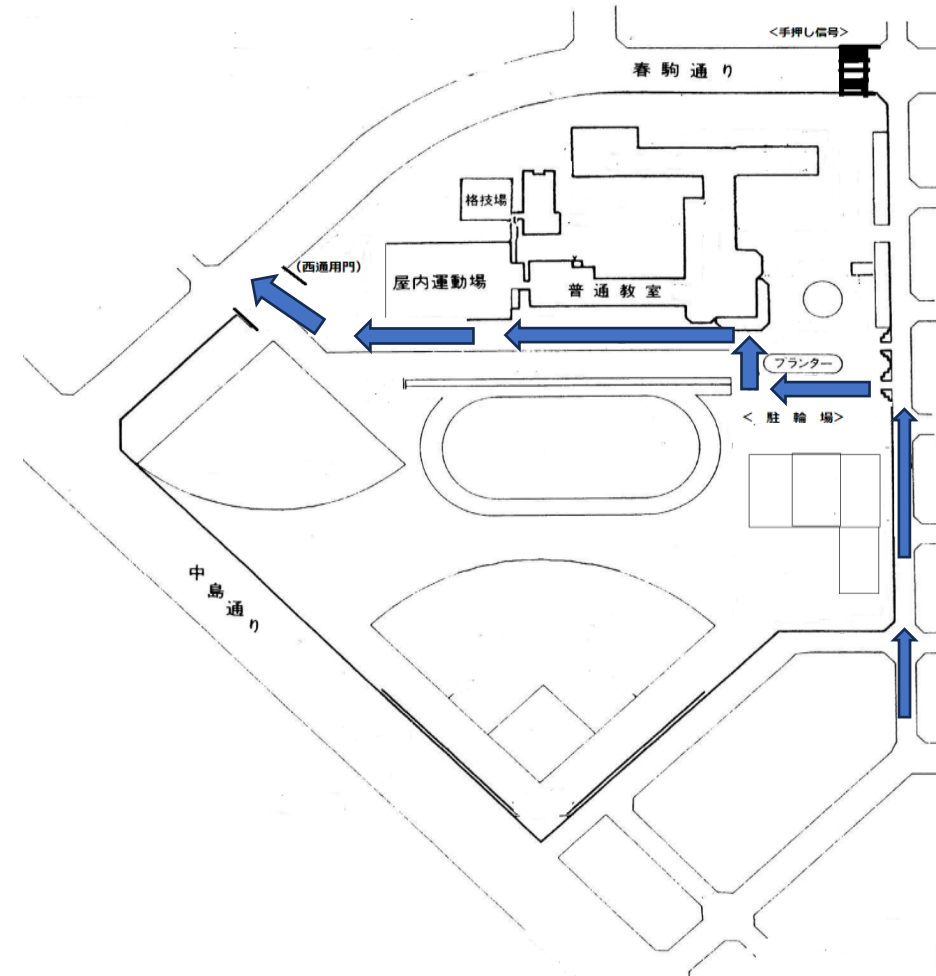 <手押し信号>
春駒通り
格技場
(西通用門)
屋内運動場
普通教室
プランター
< 駐輪場>
中島通り